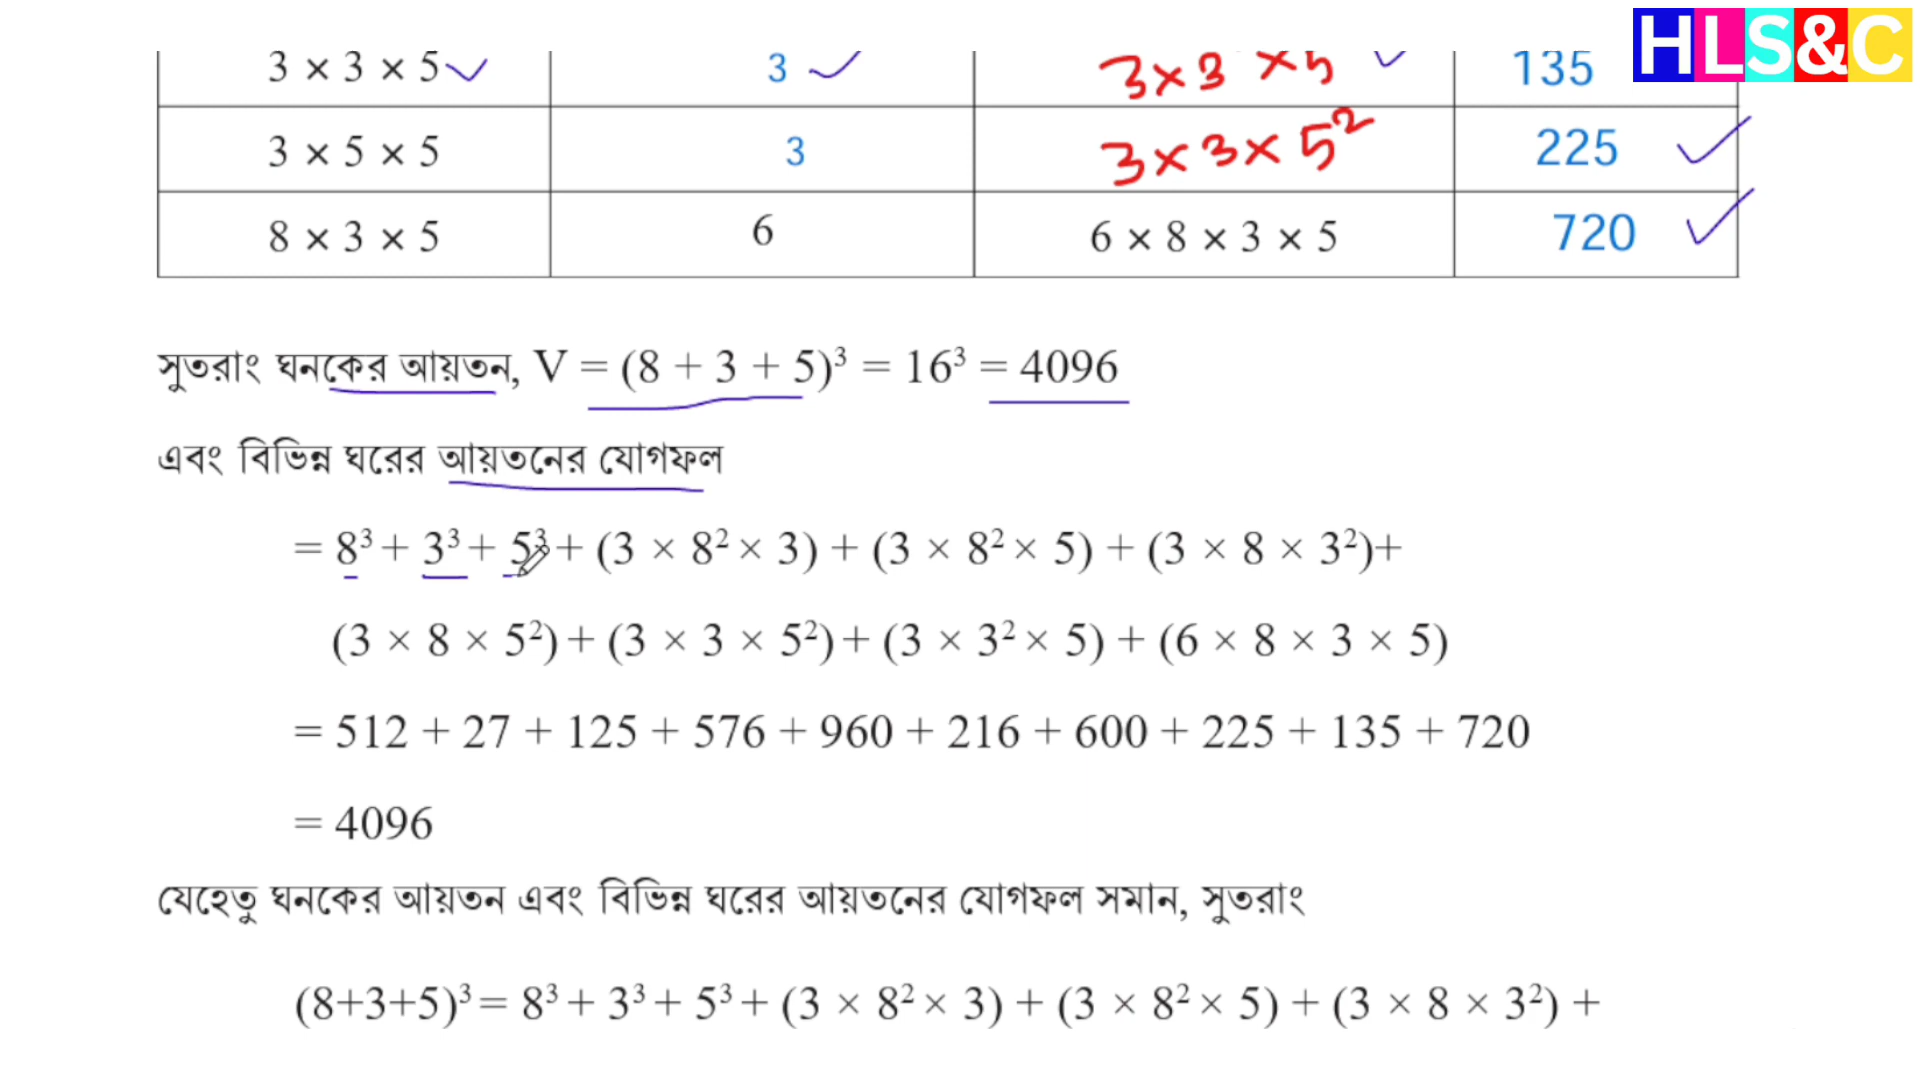 HLS&C
3 × 3 × 5 3 3×3×5 135
3 × 5 × 5 3 3×3×5² 225
8 × 3 × 5 6 6 × 8 × 3 × 5 720
সুতরাং ঘনকের আয়তন, V = (8 + 3 + 5)³ = 16³ = 4096
এবং বিভিন্ন ঘরের আয়তনের যোগফল
= 8³ + 3³ + 5³ + (3 × 8² × 3) + (3 × 8² × 5) + (3 × 8 × 3²)+
(3 × 8 × 5²) + (3 × 3 × 5²) + (3 × 3² × 5) + (6 × 8 × 3 × 5)
= 512 + 27 + 125 + 576 + 960 + 216 + 600 + 225 + 135 + 720
= 4096
যেহেতু ঘনকের আয়তন এবং বিভিন্ন ঘরের আয়তনের যোগফল সমান, সুতরাং
(8+3+5)³ = 8³ + 3³ + 5³ + (3 × 8² × 3) + (3 × 8² × 5) + (3 × 8 × 3²) +